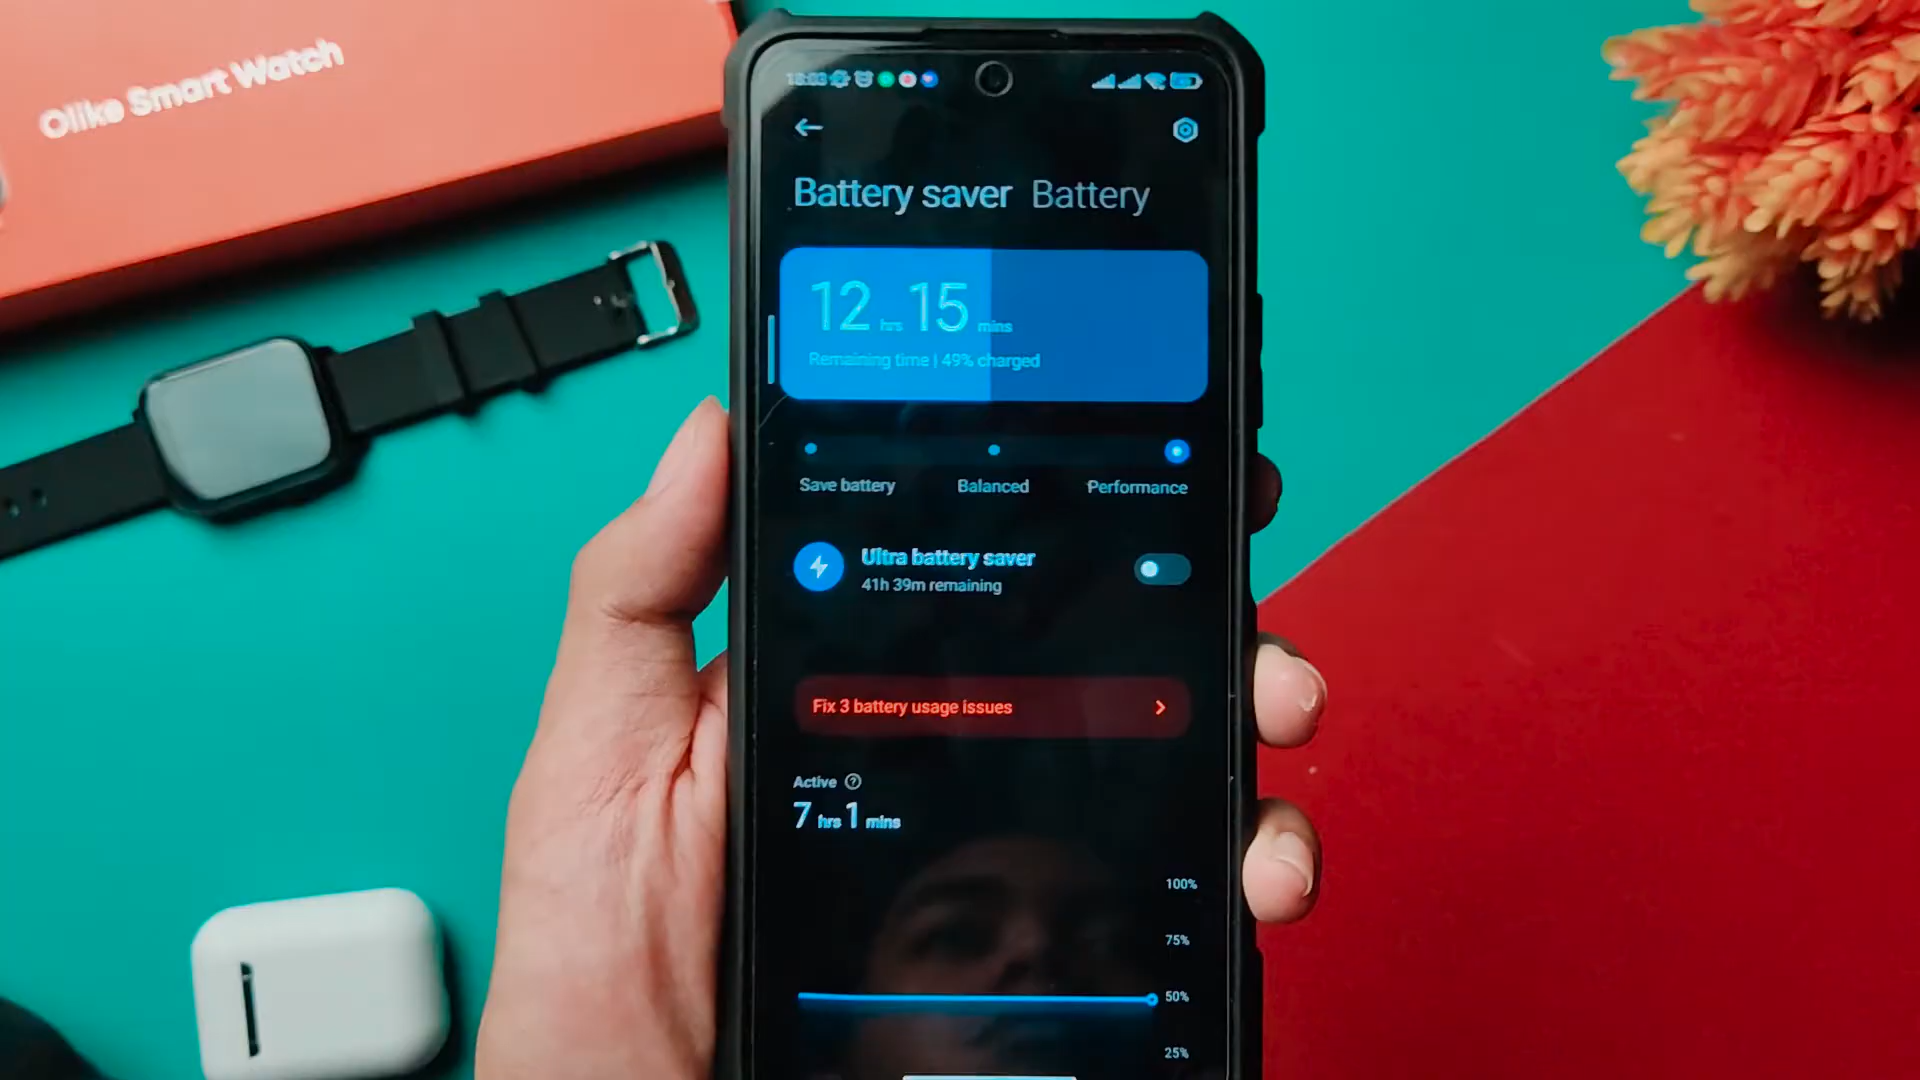 Olike Smart Watch
Battery saver Battery
12 hrs 15 mins
Remaining time | 49% charged
Save battery Balanced Performance
Ultra battery saver
41h 39m remaining
Fix 3 battery usage issues
Active
7 hrs 1 mins
100%
75%
50%
25%